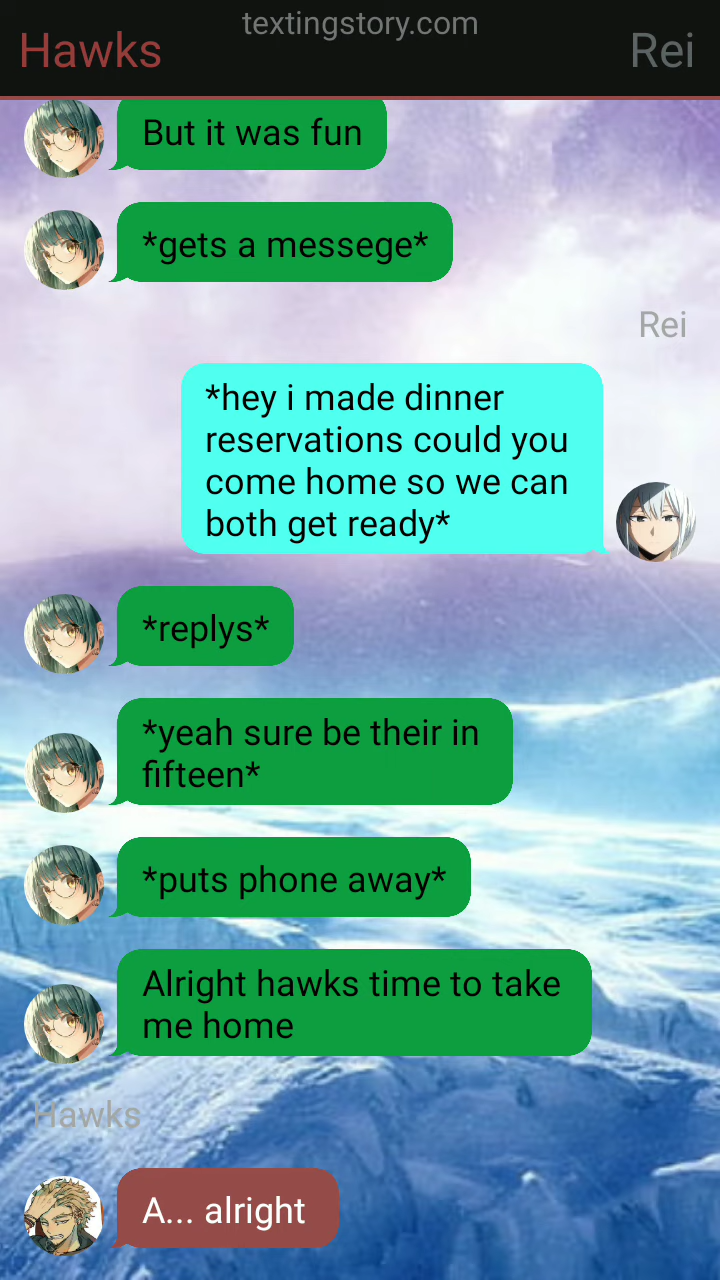 textingstory.com
Hawks
Rei
But it was fun
*gets a messege*
Rei
*hey i made dinner
reservations could you
come home so we can
both get ready*
*replys*
*yeah sure be their in
fifteen*
*puts phone away*
Alright hawks time to take
me home
Hawks
A... alright